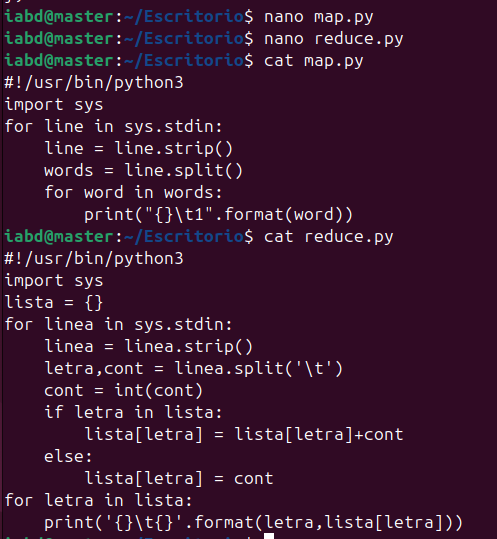 iabd@master:~/Escritorio$ nano map.py
iabd@master:~/Escritorio$ nano reduce.py
iabd@master:~/Escritorio$ cat map.py
#!/usr/bin/python3
import sys
for line in sys.stdin:
    line = line.strip()
    words = line.split()
    for word in words:
        print("{}\t1".format(word))
iabd@master:~/Escritorio$ cat reduce.py
#!/usr/bin/python3
import sys
lista = {}
for linea in sys.stdin:
    linea = linea.strip()
    letra,cont = linea.split('\t')
    cont = int(cont)
    if letra in lista:
        lista[letra] = lista[letra]+cont
    else:
        lista[letra] = cont
for letra in lista:
    print('{}\t{}'.format(letra,lista[letra]))